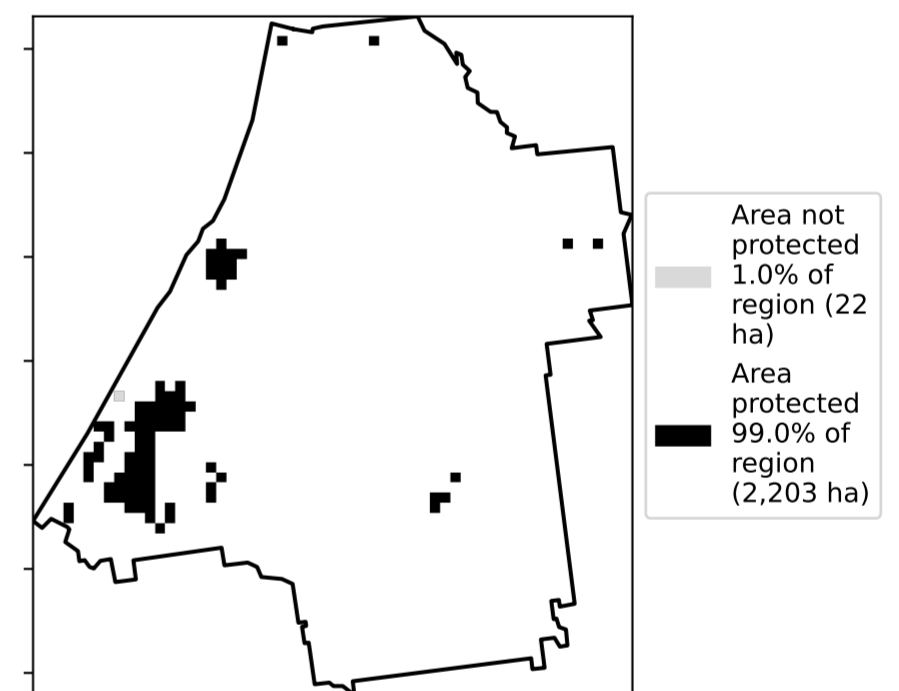 Area not
protected
1.0% of
region (22
ha)
Area
protected
99.0% of
region
(2,203 ha)